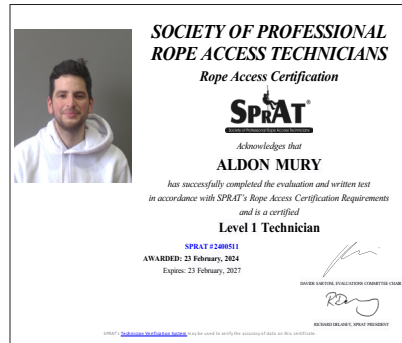 SOCIETY OF PROFESSIONAL
ROPE ACCESS TECHNICIANS
Rope Access Certification
SPRAT®
Society of Professional Rope Access Technicians
Acknowledges that
ALDON MURY
has successfully completed the evaluation and written test
in accordance with SPRAT's Rope Access Certification Requirements
and is a certified
Level 1 Technician
SPRAT #2400511
AWARDED: 23 February, 2024
Expires: 23 February, 2027
DAVIDE SARTORI, EVALUATIONS COMMITTEE CHAIR
RICHARD DELANEY, SPRAT PRESIDENT
SPRAT's Technician Verification System may be used to verify the accuracy of data on this certificate.